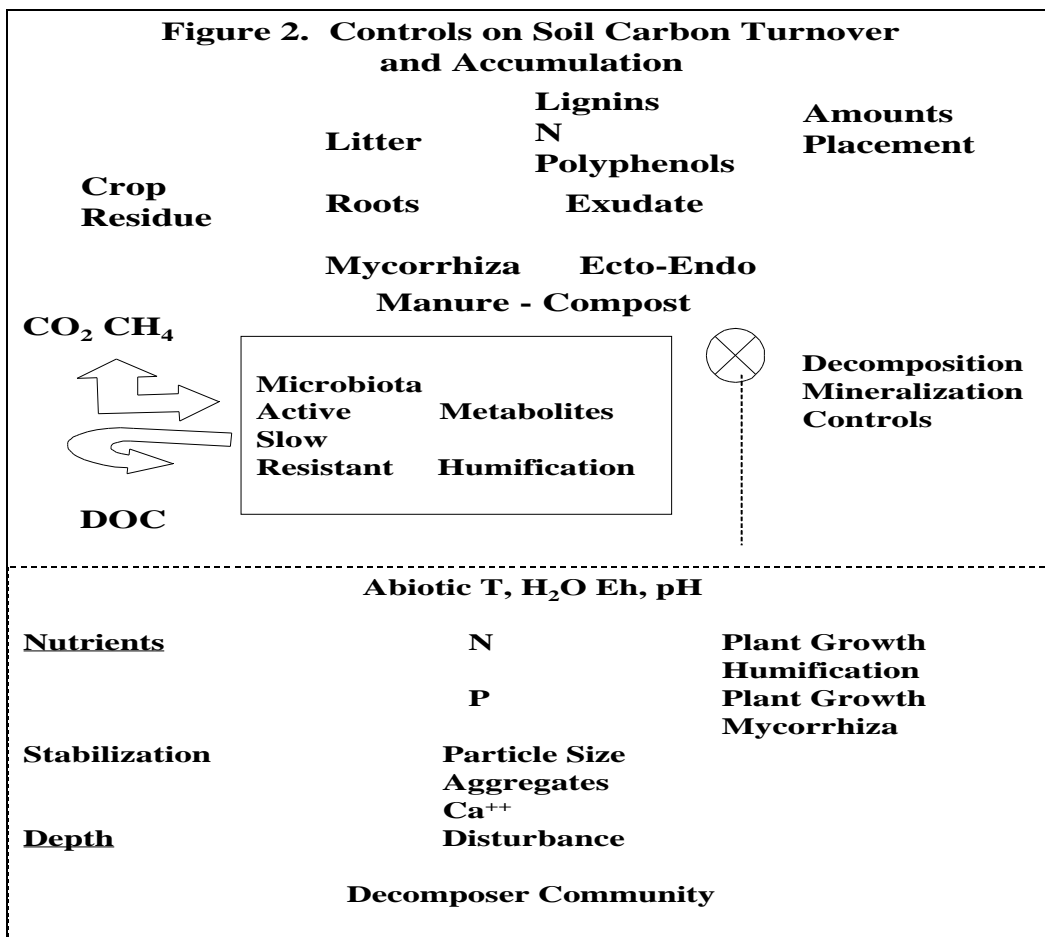 Figure 2. Controls on Soil Carbon Turnover
and Accumulation
Lignins
N
Polyphenols
Amounts
Placement
Litter
Crop
Residue
Roots Exudate
Mycorrhiza Ecto-Endo
Manure - Compost
CO₂ CH₄
Microbiota
Active Metabolites
Slow
Resistant Humification
Decomposition
Mineralization
Controls
DOC
Abiotic T, H₂O Eh, pH
Nutrients N Plant Growth
Humification
P Plant Growth
Mycorrhiza
Stabilization Particle Size
Aggregates
Ca⁺⁺
Depth Disturbance
Decomposer Community